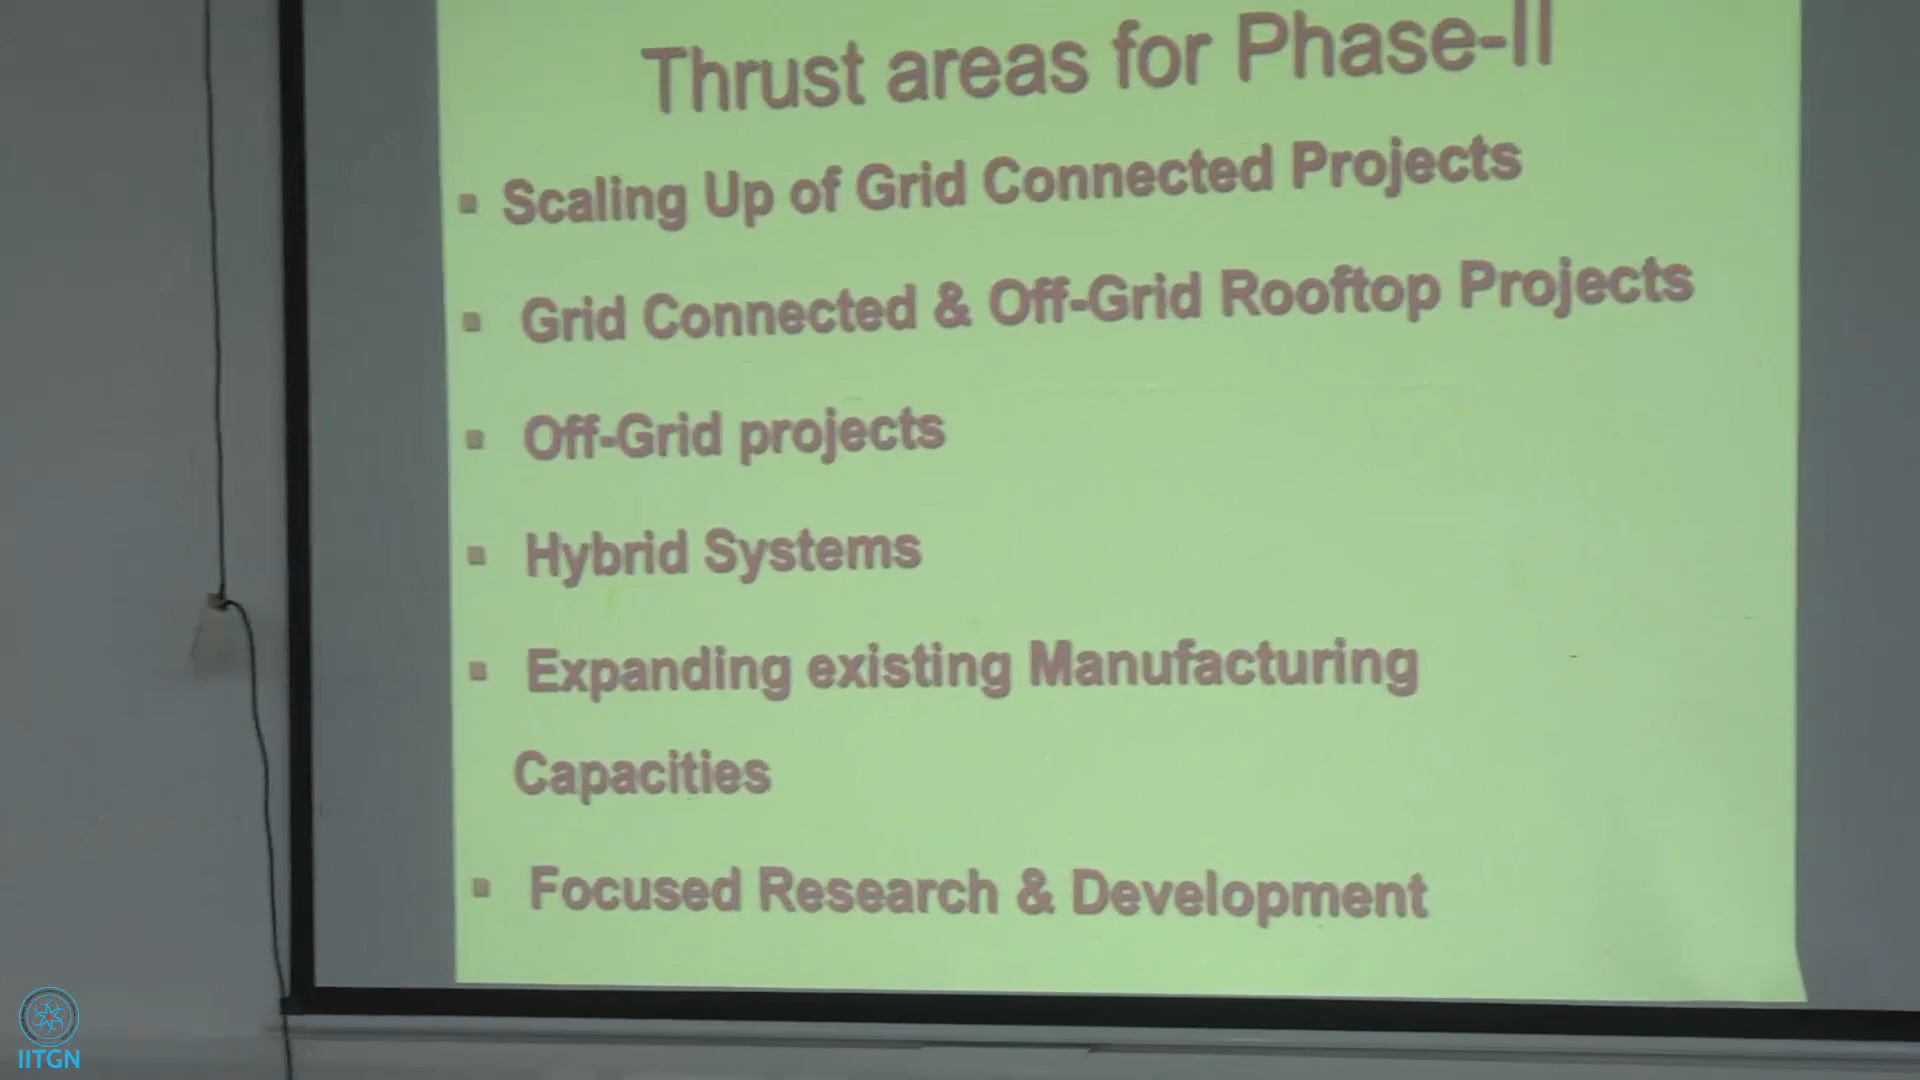 Thrust areas for Phase-II
▪ Scaling Up of Grid Connected Projects
▪ Grid Connected & Off-Grid Rooftop Projects
▪ Off-Grid projects
▪ Hybrid Systems
▪ Expanding existing Manufacturing
Capacities
▪ Focused Research & Development
IITGN